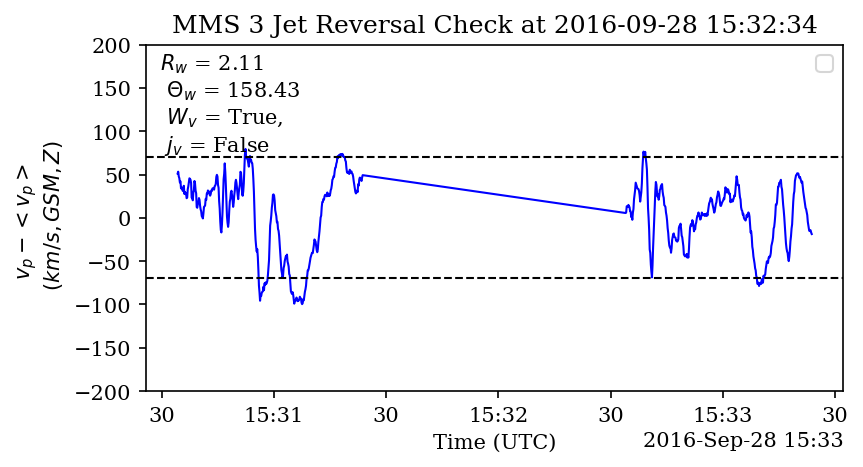 MMS 3 Jet Reversal Check at 2016-09-28 15:32:34
R_w = 2.11
Θ_w = 158.43
W_v = True,
j_v = False
v_p − < v_p >
(km/s, GSM, Z)
200
150
100
50
0
−50
−100
−150
−200
30
15:31
30
15:32
30
15:33
30
Time (UTC)
2016-Sep-28 15:33